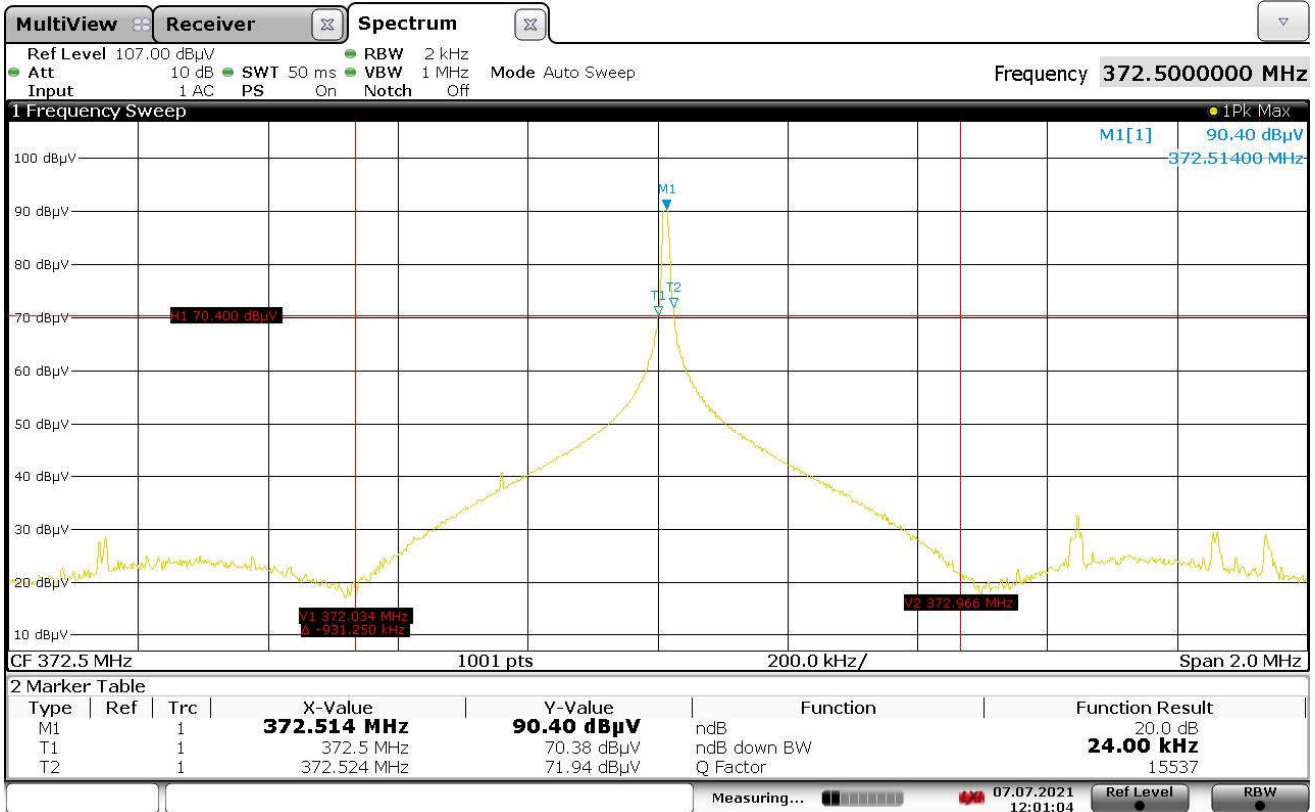 MultiView Receiver Spectrum
Ref Level 107.00 dBµV RBW 2 kHz
Att 10 dB SWT 50 ms VBW 1 MHz Mode Auto Sweep Frequency 372.5000000 MHz
Input 1 AC PS On Notch Off
1 Frequency Sweep 1Pk Max
M1[1] 90.40 dBµV
372.51400 MHz
100 dBµV
M1
90 dBµV
80 dBµV
T1 T2
70 dBµV H1 70.400 dBµV
60 dBµV
50 dBµV
40 dBµV
30 dBµV
20 dBµV
V2 372.966 MHz
V1 372.034 MHz
Δ -931.250 kHz
10 dBµV
CF 372.5 MHz 1001 pts 200.0 kHz/ Span 2.0 MHz
2 Marker Table
Type Ref Trc X-Value Y-Value Function Function Result
M1 1 372.514 MHz 90.40 dBµV ndB 20.0 dB
T1 1 372.5 MHz 70.38 dBµV ndB down BW 24.00 kHz
T2 1 372.524 MHz 71.94 dBµV Q Factor 15537
Measuring... LXI 07.07.2021 Ref Level RBW
12:01:04